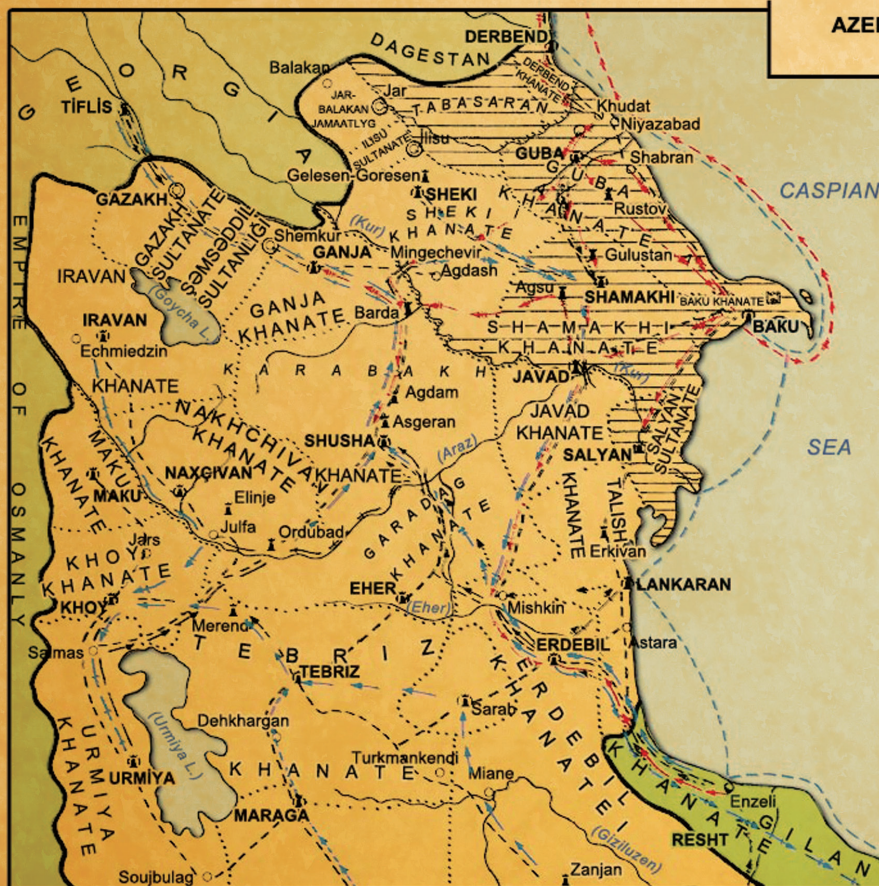 AZE
DAGESTAN
DERBEND
DERBEND
KHANATE
Balakan
GEORGIA
JAR-
BALAKAN
JAMAATLYG
Jar
TABASARAN
Khudat
Niyazabad
TİFLİS
ILISU
SULTANATE
Ilisu
GUBA
Shabran
Gelesen-Goresen
GUBA
KHANATE
Rustov
CASPIAN
SEA
GAZAKH
GAZAKH
SULTANATE
ŞƏMŞƏDDİL
SULTANLIĞI
SHEKI
SHEKI
KHANATE
(Kur)
Shemkur
GANJA
Mingechevir
Agdash
Gulustan
IRAVAN
KHANATE
(Goycha L.)
GANJA
KHANATE
Barda
Agsu
SHAMAKHI
BAKU KHANATE
BAKU
IRAVAN
Echmiedzin
SHAMAKHI
KHANATE
KARABAKH
KHANATE
JAVAD
(Kur)
Agdam
Asgeran
SHUSHA
JAVAD
KHANATE
SALYAN
SALYAN
SULTANATE
NAKHCHIVAN
KHANATE
(Araz)
MAKU
KHANATE
MAKU
NAXGIVAN
Elinje
Julfa
Ordubad
GARADAG
KHANATE
TALISH
KHANATE
Erkivan
Jars
KHOY
KHANATE
KHOY
EHER
(Eher)
Mishkin
LANKARAN
Merend
Salmas
ERDEBIL
Astara
TEBRIZ
KHANATE
TEBRIZ
Sarab
ERDEBIL
KHANATE
(Urmiya L.)
Dehkhargan
URMIYA
KHANATE
URMİYA
Turkmankendi
Miane
MARAGA
Enzeli
GILAN
KHANATE
RESHT
(Giziluzen)
Soujbulag
Zanjan
EMPIRE OF OSMANLY